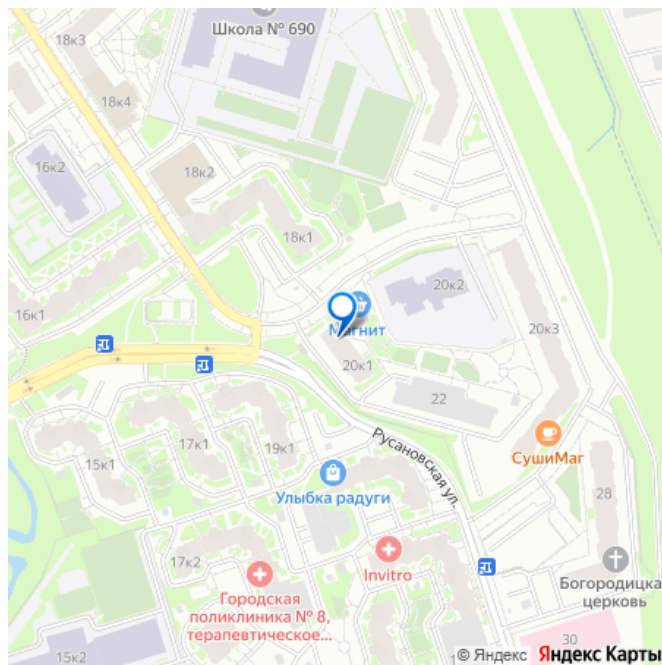 18к3
Школа № 690
18к4
16к2
18к2
18к1
20к2
16к1
Магнит
20к3
20к1
22
Русановская ул.
15к1
17к1
19к1
СушиМаг
Улыбка радуги
28
17к2
Invitro
Городская
поликлиника № 8,
терапевтическое...
Богородицкая
церковь
15к2
30
© Яндекс Яндекс Карты